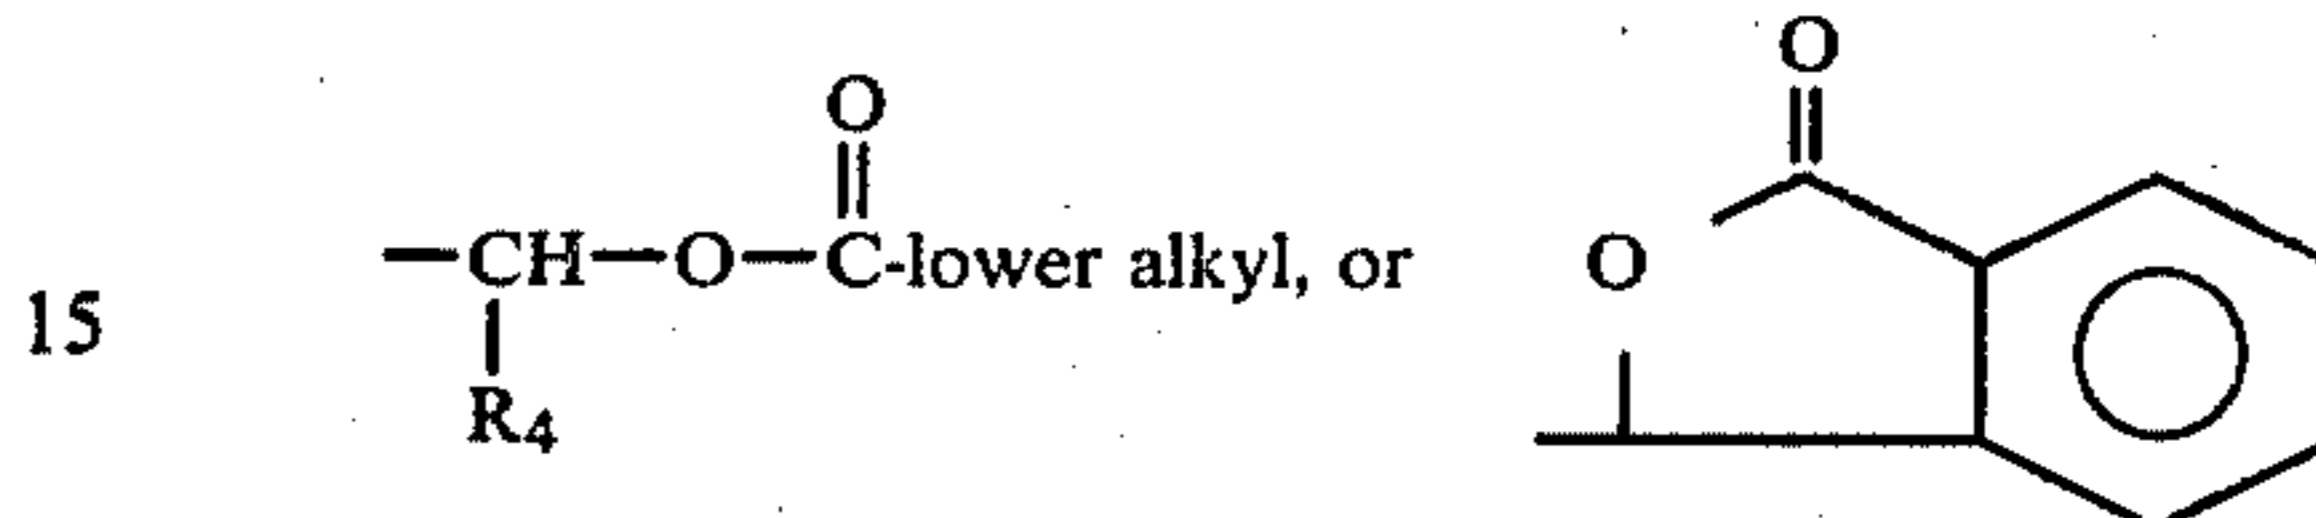 O
O
—CH—O—C-lower alkyl, or O
15
R4